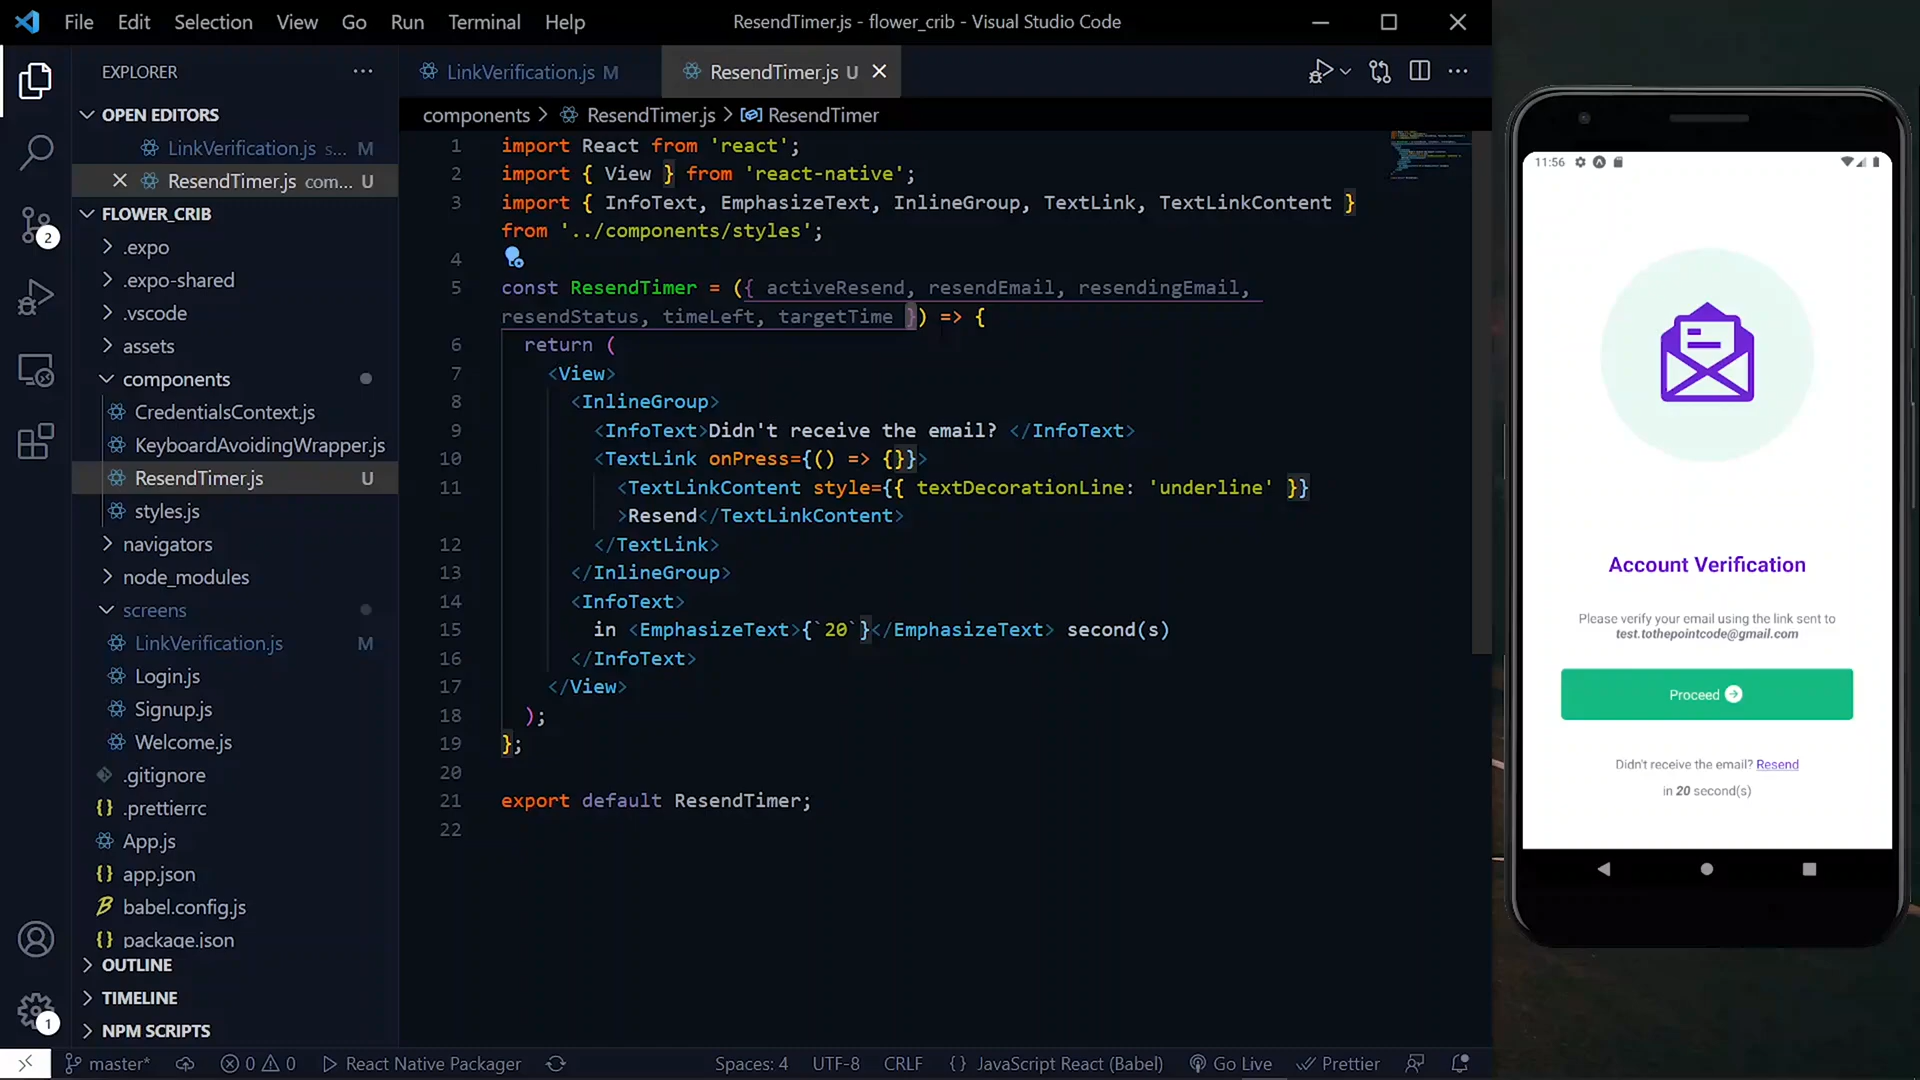 File Edit Selection View Go Run Terminal Help
ResendTimer.js - flower_crib - Visual Studio Code
EXPLORER
OPEN EDITORS
LinkVerification.js s... M
ResendTimer.js com... U
FLOWER_CRIB
.expo
.expo-shared
.vscode
assets
components
CredentialsContext.js
KeyboardAvoidingWrapper.js
ResendTimer.js U
styles.js
navigators
node_modules
screens
LinkVerification.js M
Login.js
Signup.js
Welcome.js
.gitignore
{} .prettierrc
App.js
{} app.json
babel.config.js
{} package.json
OUTLINE
TIMELINE
NPM SCRIPTS
2
1
LinkVerification.js M
ResendTimer.js U
components > ResendTimer.js > ResendTimer
1 import React from 'react';
2 import { View } from 'react-native';
3 import { InfoText, EmphasizeText, InlineGroup, TextLink, TextLinkContent }
from '../components/styles';
4
5 const ResendTimer = ({ activeResend, resendEmail, resendingEmail,
resendStatus, timeLeft, targetTime }) => {
6 return (
7 <View>
8 <InlineGroup>
9 <InfoText>Didn't receive the email? </InfoText>
10 <TextLink onPress={() => {}}>
11 <TextLinkContent style={{ textDecorationLine: 'underline' }}
>Resend</TextLinkContent>
12 </TextLink>
13 </InlineGroup>
14 <InfoText>
15 in <EmphasizeText>{`20`}</EmphasizeText> second(s)
16 </InfoText>
17 </View>
18 );
19 };
20
21 export default ResendTimer;
22
master* 0 0 React Native Packager
Spaces: 4 UTF-8 CRLF {} JavaScript React (Babel) Go Live Prettier
11:56
Account Verification
Please verify your email using the link sent to
test.tothepointcode@gmail.com
Proceed
Didn't receive the email? Resend
in 20 second(s)